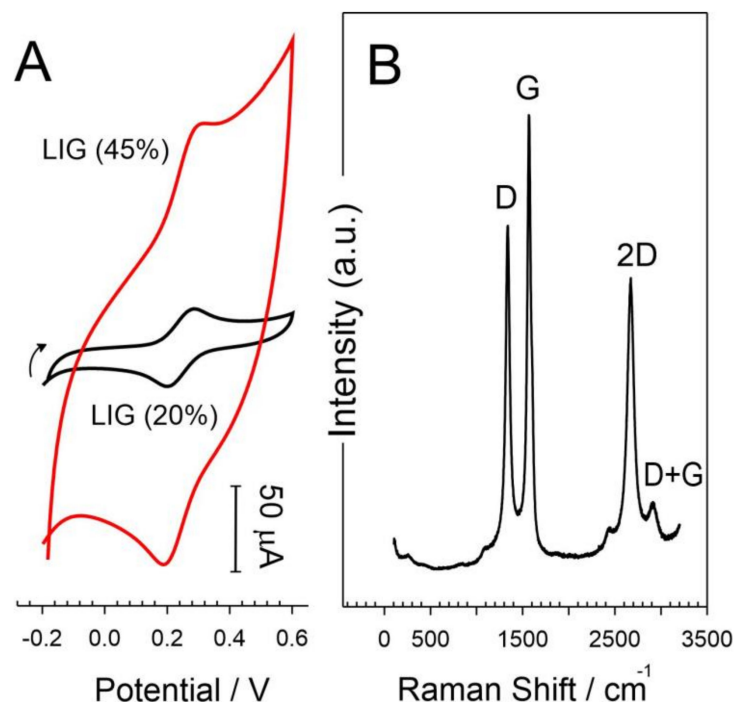 A
LIG (45%)
LIG (20%)
50 µA
-0.2 0.0 0.2 0.4 0.6
Potential / V
B
G
D
2D
D+G
Intensity (a.u.)
0 500 1500 2500 3500
Raman Shift / cm-1